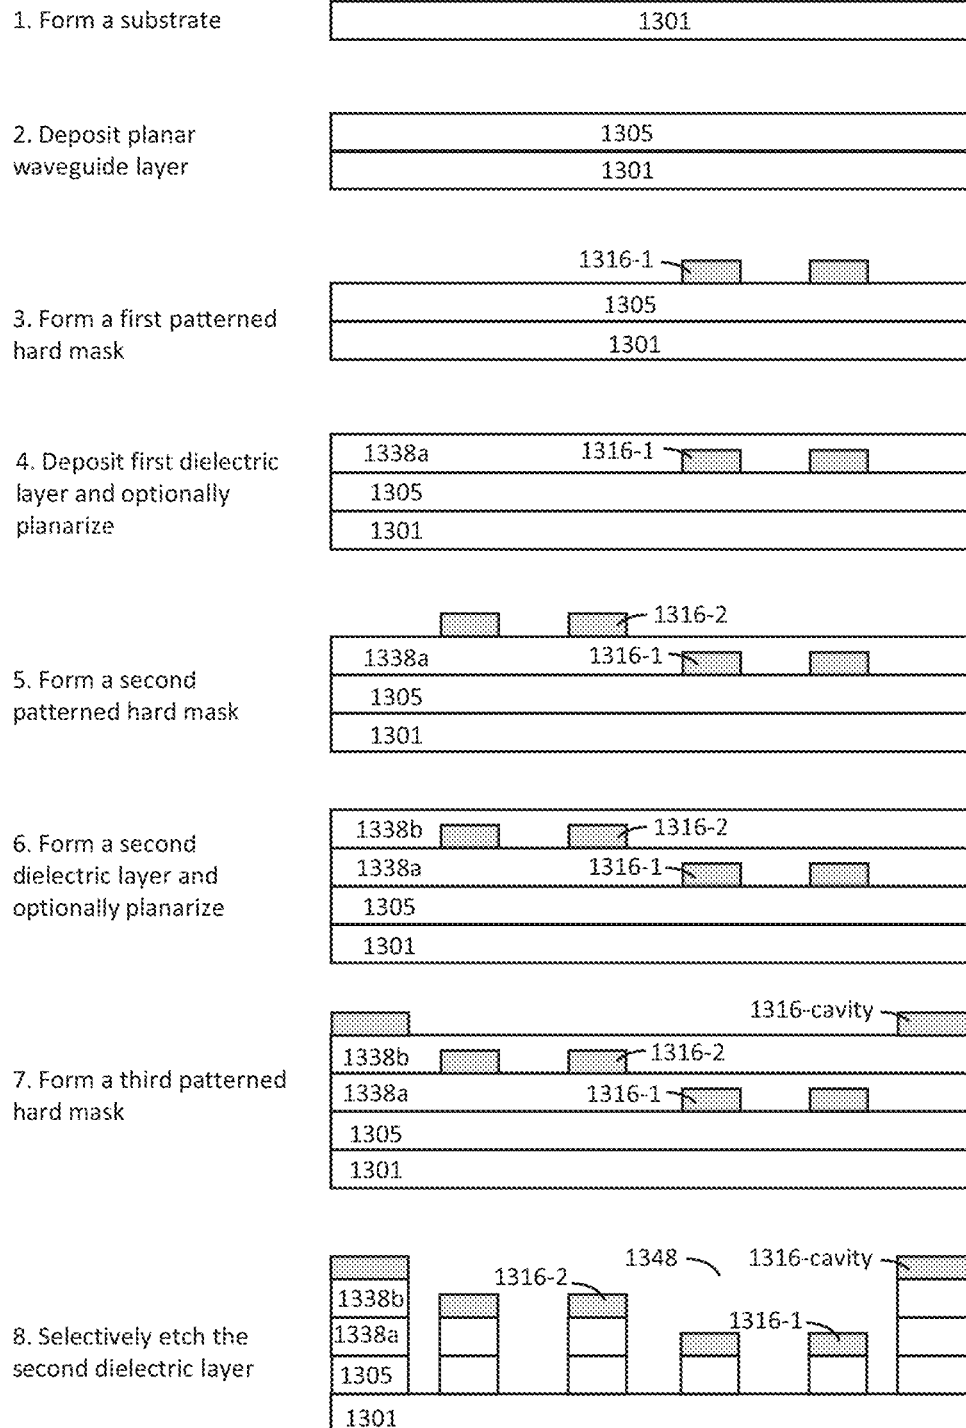 1. Form a substrate
1301
2. Deposit planar
waveguide layer
1305
1301
3. Form a first patterned
hard mask
1316-1
1305
1301
4. Deposit first dielectric
layer and optionally
planarize
1338a
1316-1
1305
1301
5. Form a second
patterned hard mask
1316-2
1338a
1316-1
1305
1301
6. Form a second
dielectric layer and
optionally planarize
1338b
1316-2
1338a
1316-1
1305
1301
7. Form a third patterned
hard mask
1316-cavity
1338b
1316-2
1338a
1316-1
1305
1301
8. Selectively etch the
second dielectric layer
1348
1316-cavity
1316-2
1338b
1316-1
1338a
1305
1301